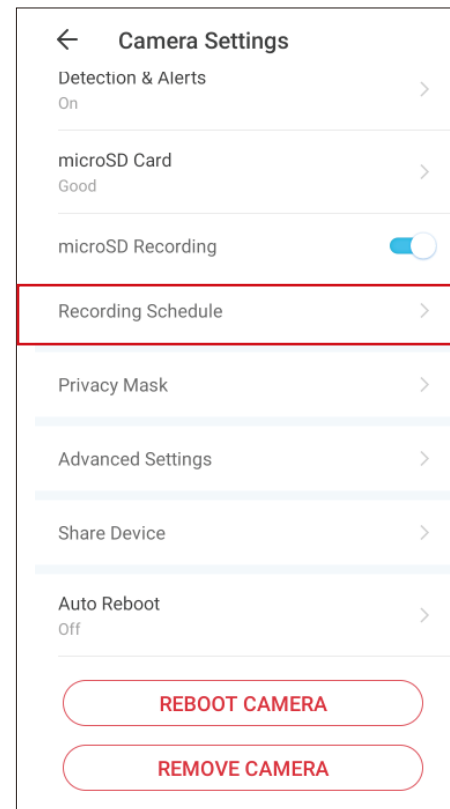 Camera Settings
Detection & Alerts
On
microSD Card
Good
microSD Recording
Recording Schedule
Privacy Mask
Advanced Settings
Share Device
Auto Reboot
Off
REBOOT CAMERA
REMOVE CAMERA